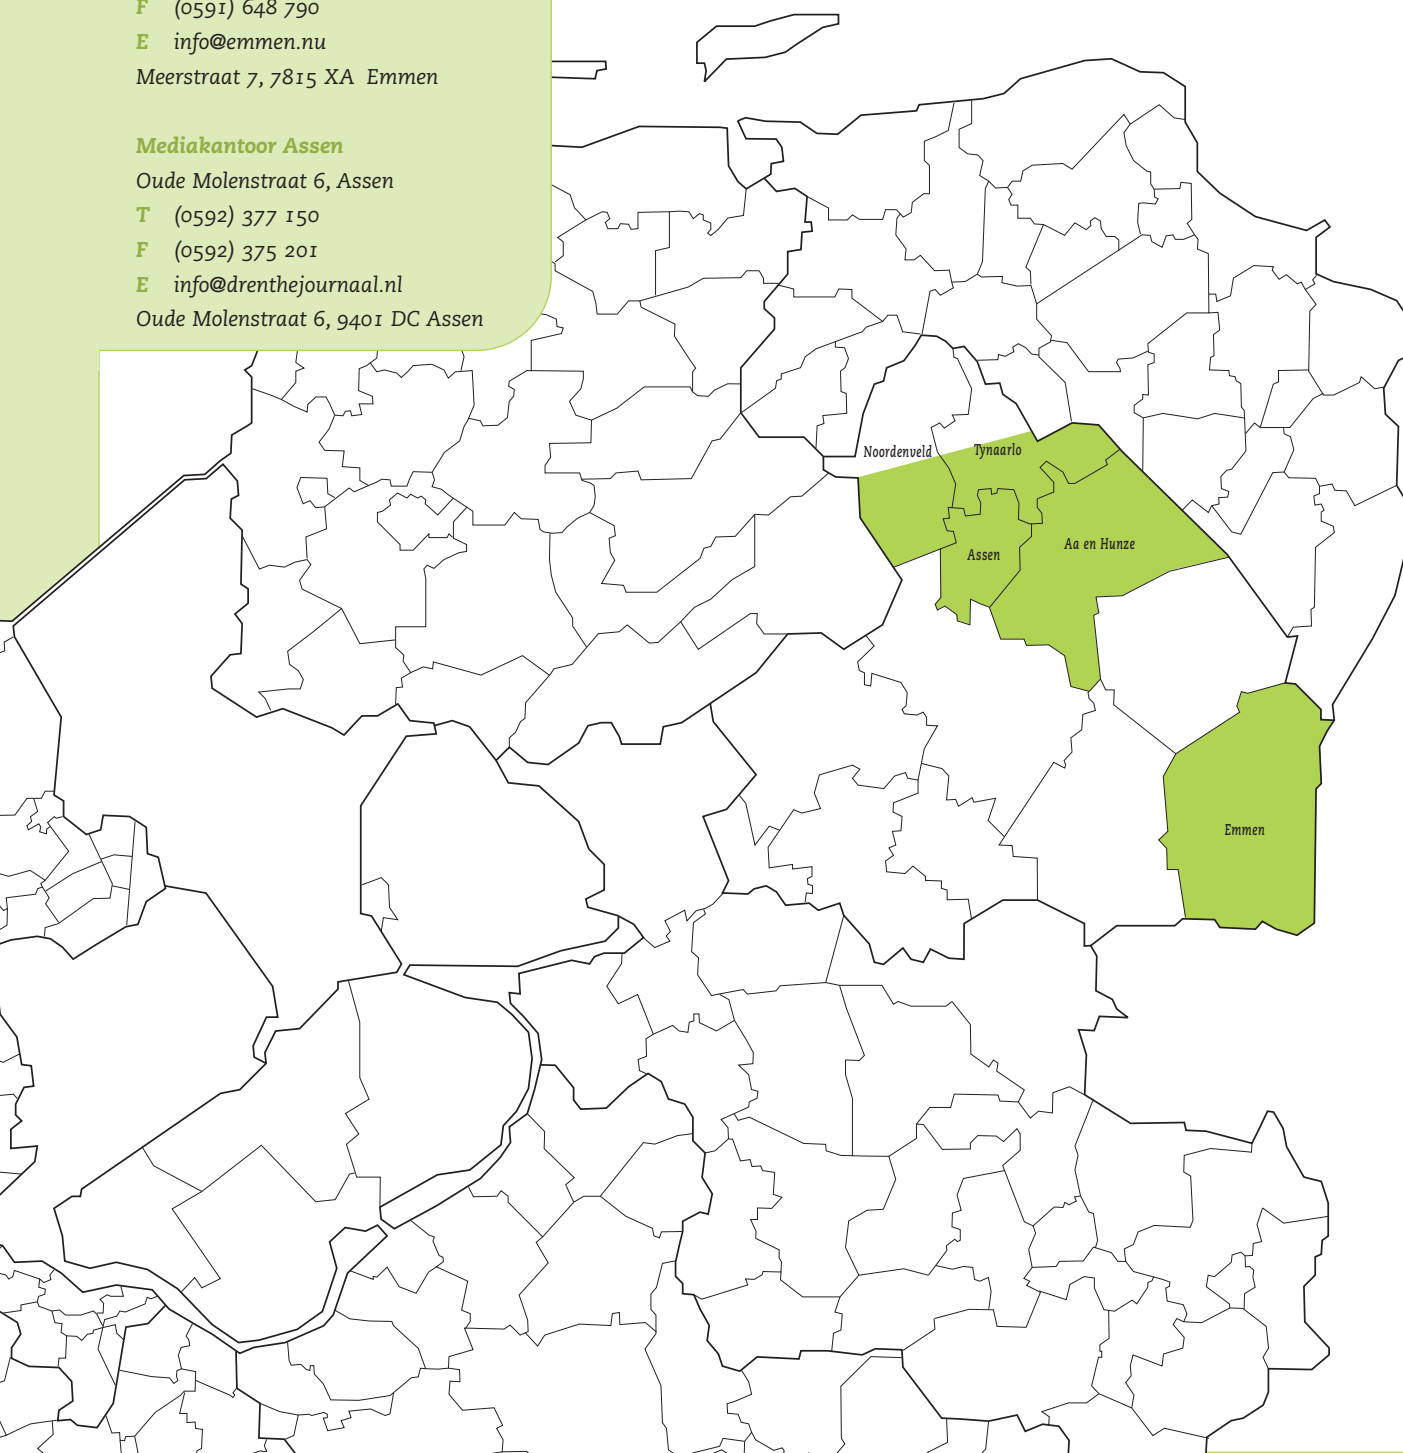 F (0591) 648 790
E info@emmen.nu
Meerstraat 7, 7815 XA Emmen
Mediakantoor Assen
Oude Molenstraat 6, Assen
T (0592) 377 150
F (0592) 375 201
E info@drenthejournaal.nl
Oude Molenstraat 6, 9401 DC Assen
Noordenveld
Tynaarlo
Assen
Aa en Hunze
Emmen